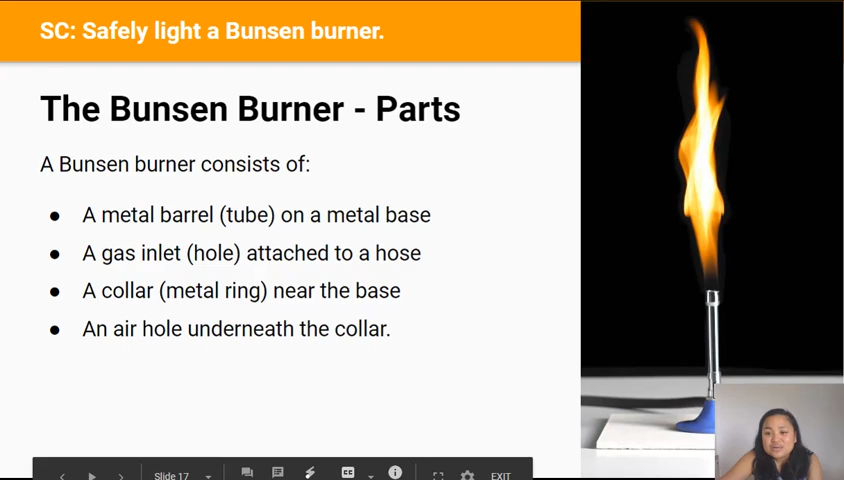 SC: Safely light a Bunsen burner.
The Bunsen Burner - Parts
A Bunsen burner consists of:
● A metal barrel (tube) on a metal base
● A gas inlet (hole) attached to a hose
● A collar (metal ring) near the base
● An air hole underneath the collar.
Slide 17
CC
EXIT